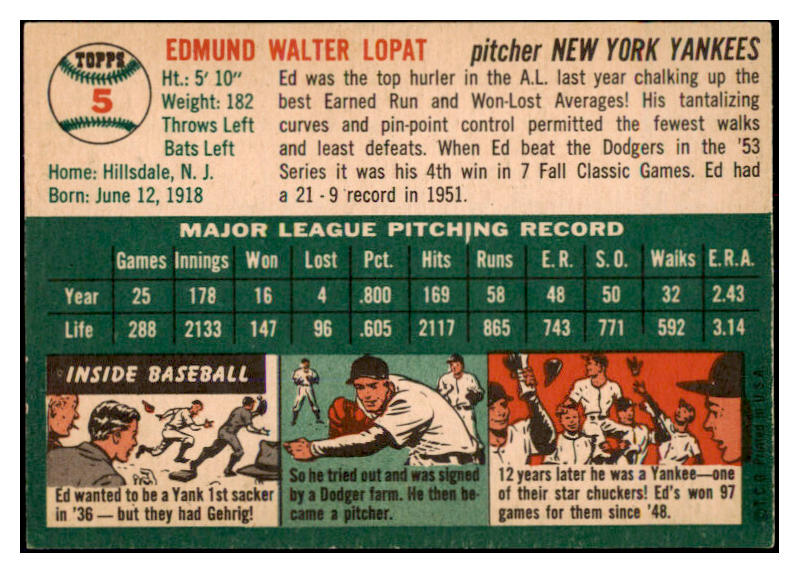 TOPPS
5
EDMUND WALTER LOPAT pitcher NEW YORK YANKEES
Ht.: 5' 10"
Weight: 182
Throws Left
Bats Left
Home: Hillsdale, N. J.
Born: June 12, 1918
Ed was the top hurler in the A.L. last year chalking up the
best Earned Run and Won-Lost Averages! His tantalizing
curves and pin-point control permitted the fewest walks
and least defeats. When Ed beat the Dodgers in the '53
Series it was his 4th win in 7 Fall Classic Games. Ed had
a 21 - 9 record in 1951.
MAJOR LEAGUE PITCHING RECORD
Games Innings Won Lost Pct. Hits Runs E. R. S. O. Walks E.R.A.
Year 25 178 16 4 .800 169 58 48 50 32 2.43
Life 288 2133 147 96 .605 2117 865 743 771 592 3.14
INSIDE BASEBALL
Ed wanted to be a Yank 1st sacker
in '36 — but they had Gehrig!
So he tried out and was signed
by a Dodger farm. He then be-
came a pitcher.
12 years later he was a Yankee—one
of their star chuckers! Ed's won 97
games for them since '48.
© T. C. G. Printed in U.S.A.